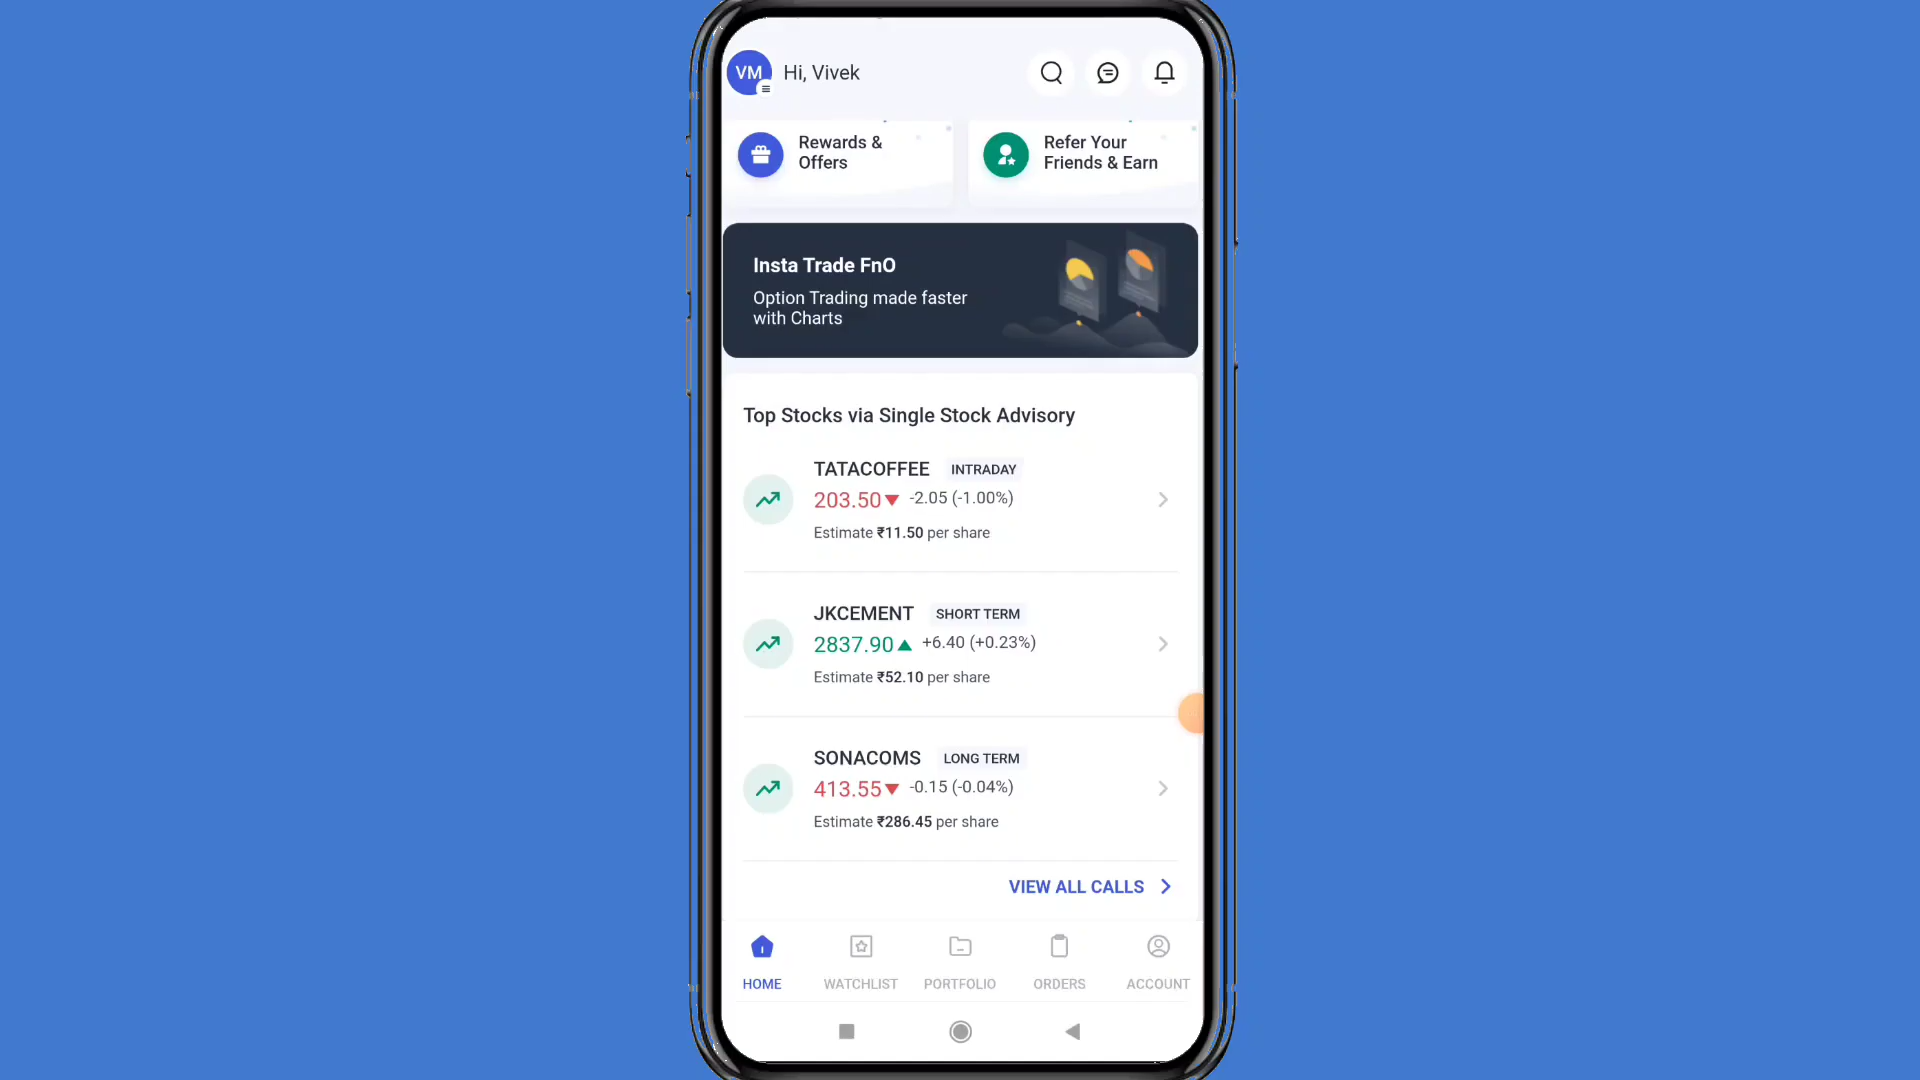 VM Hi, Vivek
Rewards &
Offers
Refer Your
Friends & Earn
Insta Trade FnO
Option Trading made faster
with Charts
Top Stocks via Single Stock Advisory
TATACOFFEE INTRADAY
203.50▼ -2.05 (-1.00%)
Estimate ₹11.50 per share
JKCEMENT SHORT TERM
2837.90▲ +6.40 (+0.23%)
Estimate ₹52.10 per share
SONACOMS LONG TERM
413.55▼ -0.15 (-0.04%)
Estimate ₹286.45 per share
VIEW ALL CALLS
HOME WATCHLIST PORTFOLIO ORDERS ACCOUNT